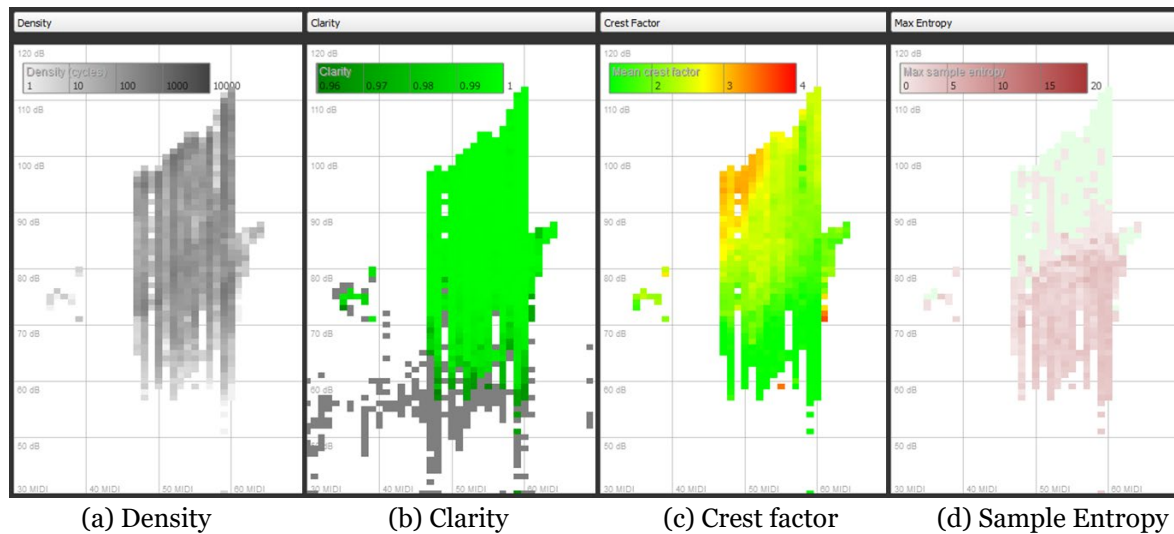 Density
Clarity
Crest Factor
Max Entropy
120 dB
120 dB
120 dB
120 dB
Density (cycles)
1 10 100 1000 10000
Clarity
0.96 0.97 0.98 0.99 1
Mean crest factor
2 3 4
Max sample entropy
0 5 10 15 20
110 dB
110 dB
110 dB
110 dB
100 dB
100 dB
100 dB
100 dB
90 dB
90 dB
90 dB
90 dB
80 dB
80 dB
80 dB
80 dB
70 dB
70 dB
70 dB
70 dB
60 dB
60 dB
60 dB
60 dB
50 dB
50 dB
50 dB
50 dB
30 MIDI 40 MIDI 50 MIDI 60 MIDI
30 MIDI 40 MIDI 50 MIDI 60 MIDI
30 MIDI 40 MIDI 50 MIDI 60 MIDI
30 MIDI 40 MIDI 50 MIDI 60 MIDI
(a) Density
(b) Clarity
(c) Crest factor
(d) Sample Entropy